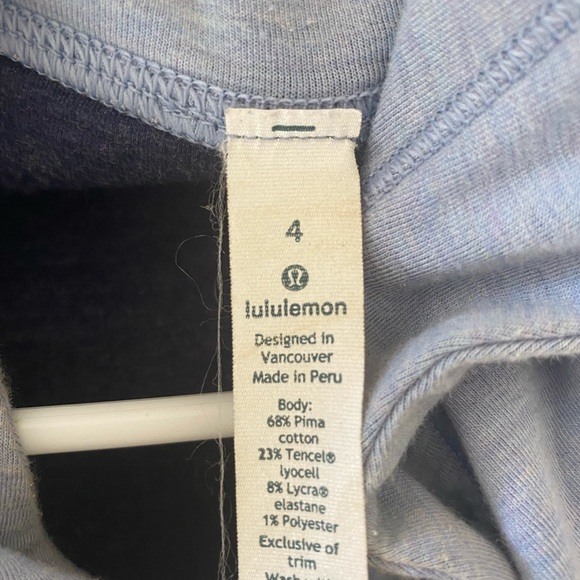 4
lululemon
Designed in
Vancouver
Made in Peru
Body:
68% Pima
cotton
23% Tencel®
lyocell
8% Lycra®
elastane
1% Polyester
Exclusive of
trim